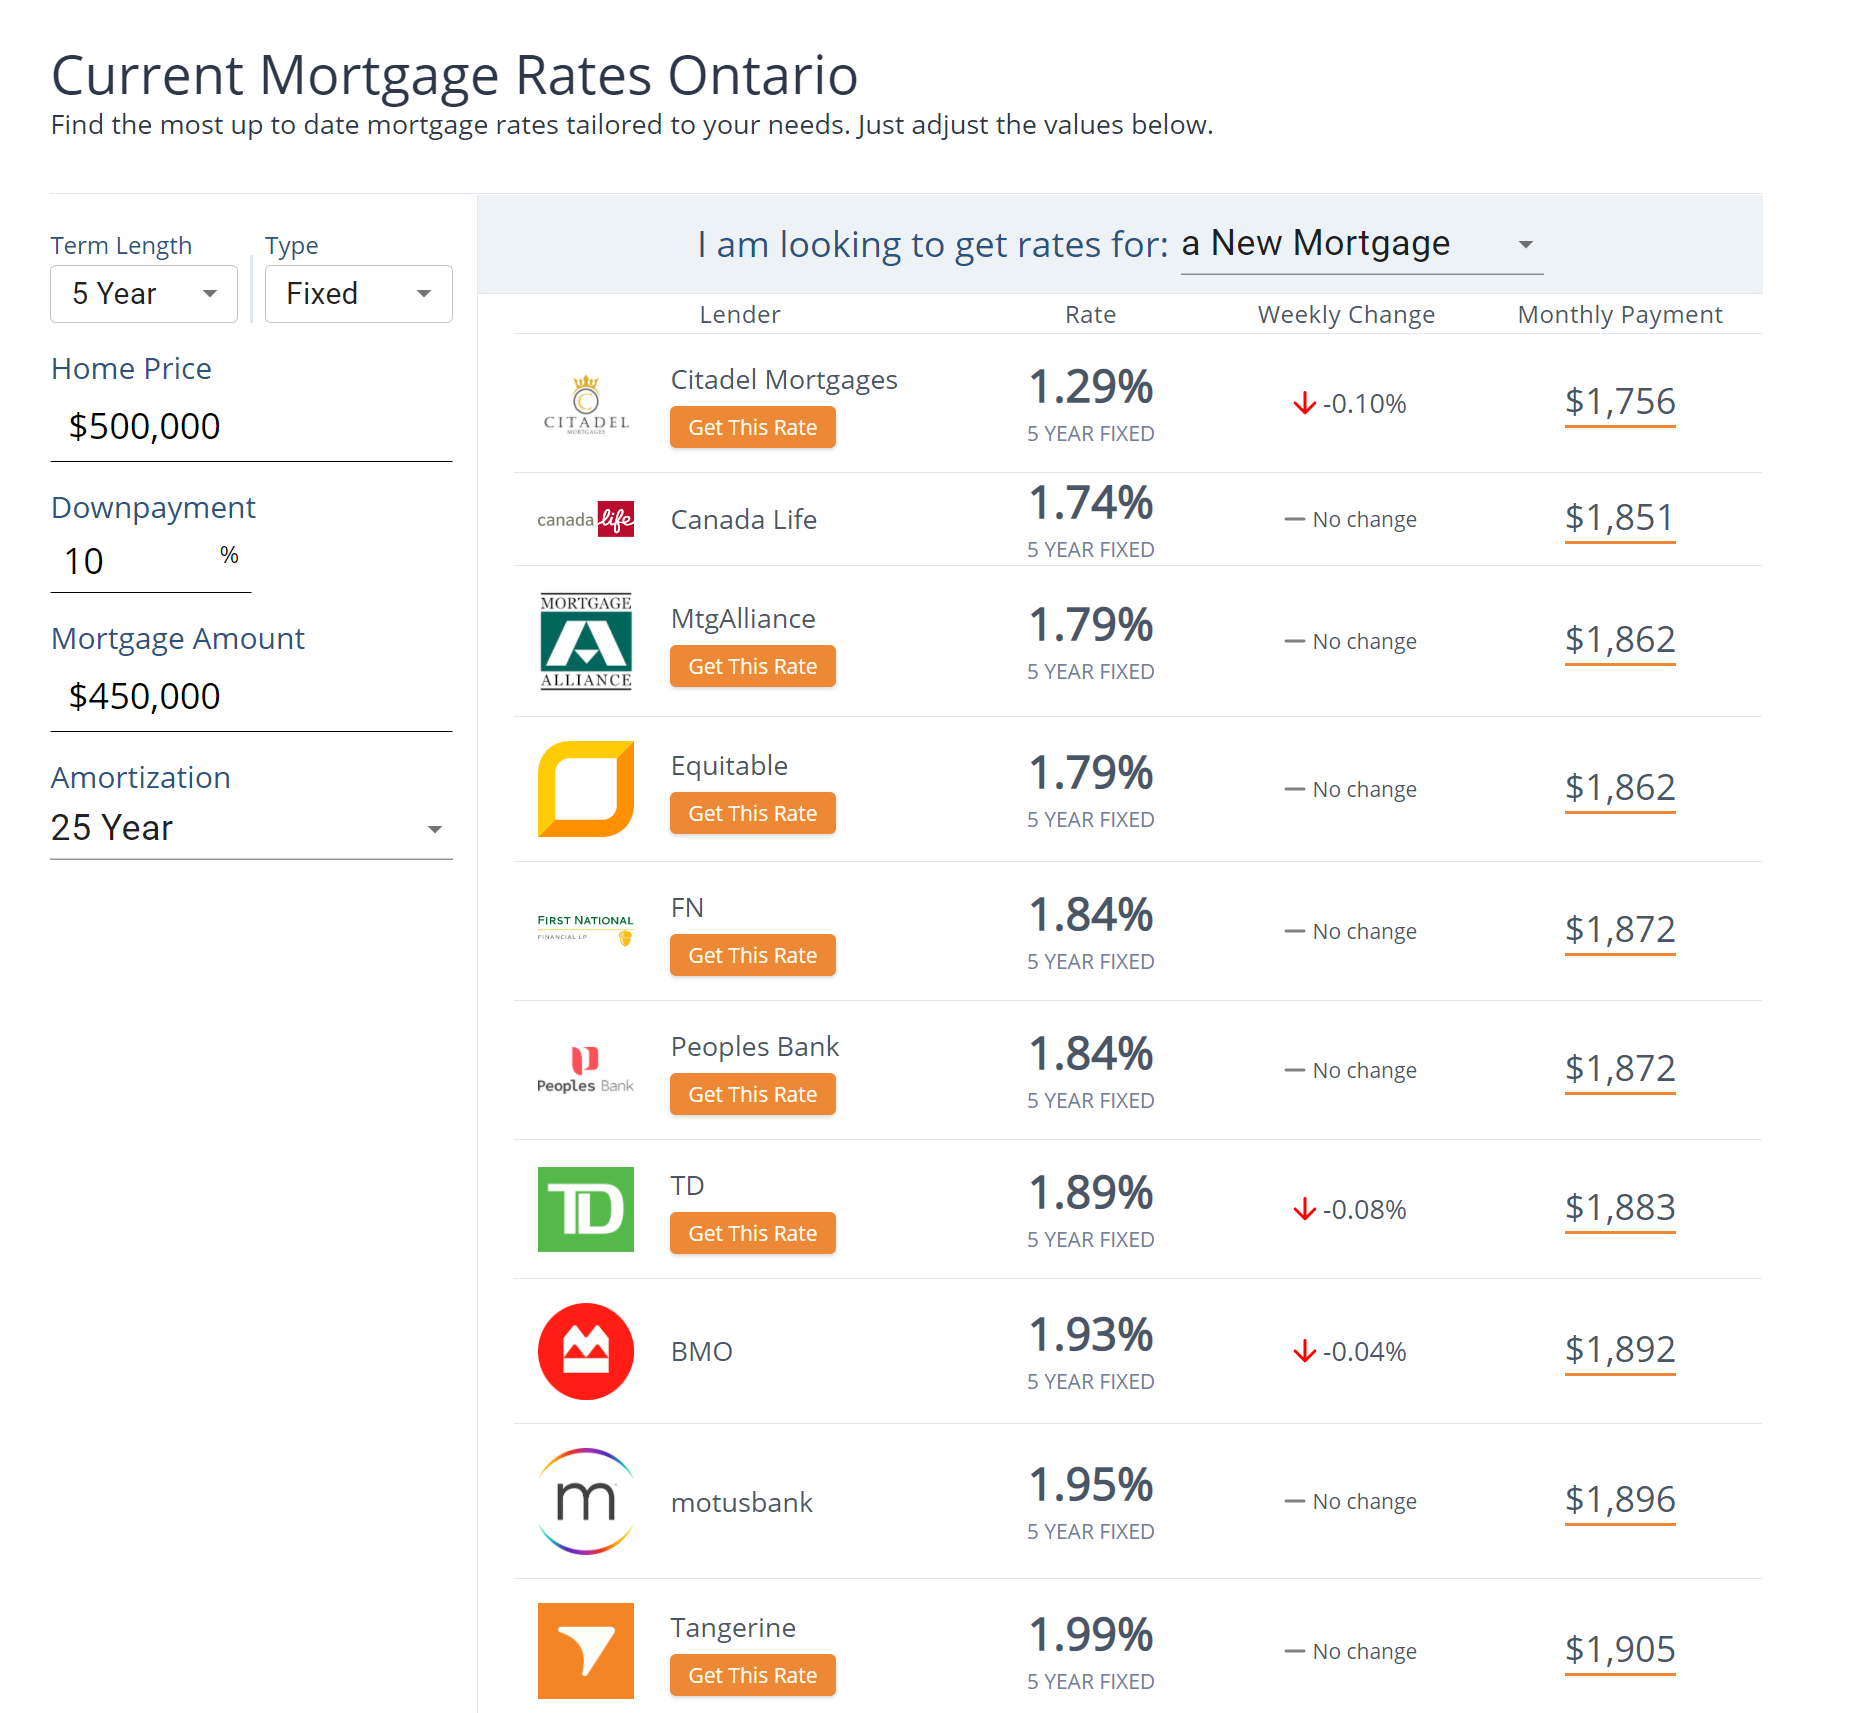 Current Mortgage Rates Ontario
Find the most up to date mortgage rates tailored to your needs. Just adjust the values below.
Term Length
Type
5 Year
Fixed
Home Price
$500,000
Downpayment
10 %
Mortgage Amount
$450,000
Amortization
25 Year
I am looking to get rates for: a New Mortgage
Lender Rate Weekly Change Monthly Payment
CITADEL
MORTGAGES
Citadel Mortgages
Get This Rate
1.29%
5 YEAR FIXED
-0.10%
$1,756
canada life
Canada Life
1.74%
5 YEAR FIXED
No change
$1,851
MORTGAGE
ALLIANCE
MtgAlliance
Get This Rate
1.79%
5 YEAR FIXED
No change
$1,862
Equitable
Get This Rate
1.79%
5 YEAR FIXED
No change
$1,862
FIRST NATIONAL
FINANCIAL LP
FN
Get This Rate
1.84%
5 YEAR FIXED
No change
$1,872
Peoples Bank
Peoples Bank
Get This Rate
1.84%
5 YEAR FIXED
No change
$1,872
TD
TD
Get This Rate
1.89%
5 YEAR FIXED
-0.08%
$1,883
BMO
1.93%
5 YEAR FIXED
-0.04%
$1,892
m
motusbank
1.95%
5 YEAR FIXED
No change
$1,896
Tangerine
Get This Rate
1.99%
5 YEAR FIXED
No change
$1,905